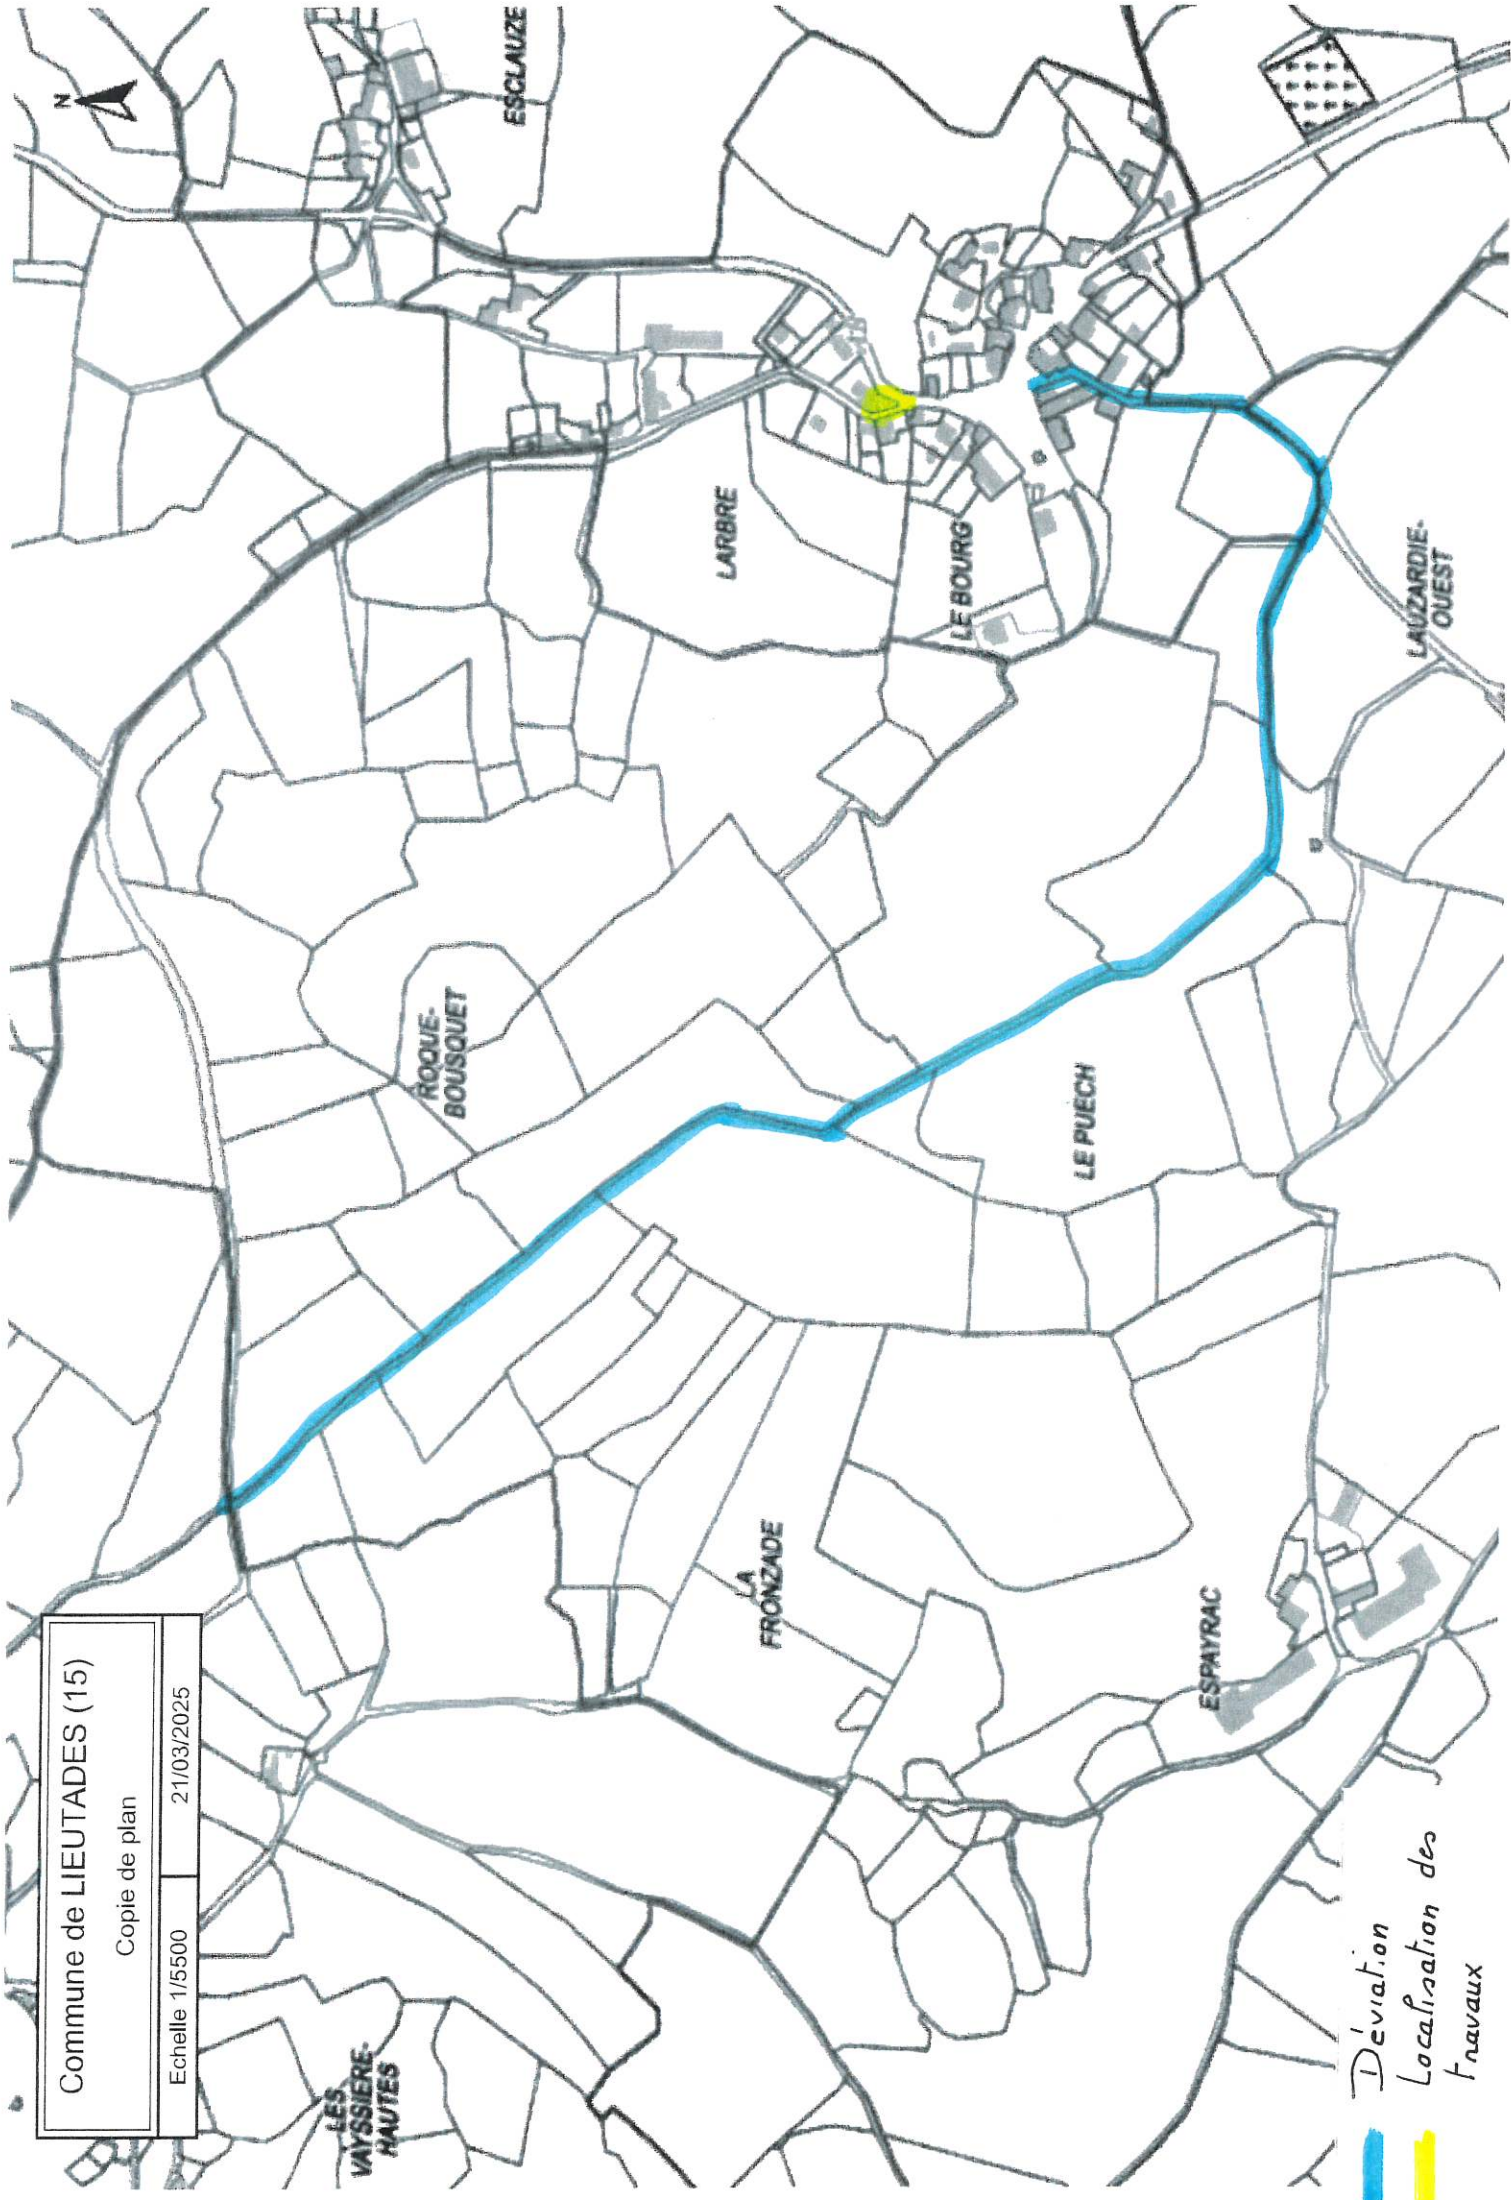 Commune de LIEUTADES (15)
Copie de plan
Echelle 1/5500
21/03/2025
N
ESCLAUZE
LES
VAYSSIERE-
HAUTES
ROQUE-
BOUSQUET
LARBRE
LA
FRONZADE
LE PUECH
LE BOURG
ESPAYRAC
LAUZARDIE-
OUEST
Déviation
Localisation des
travaux